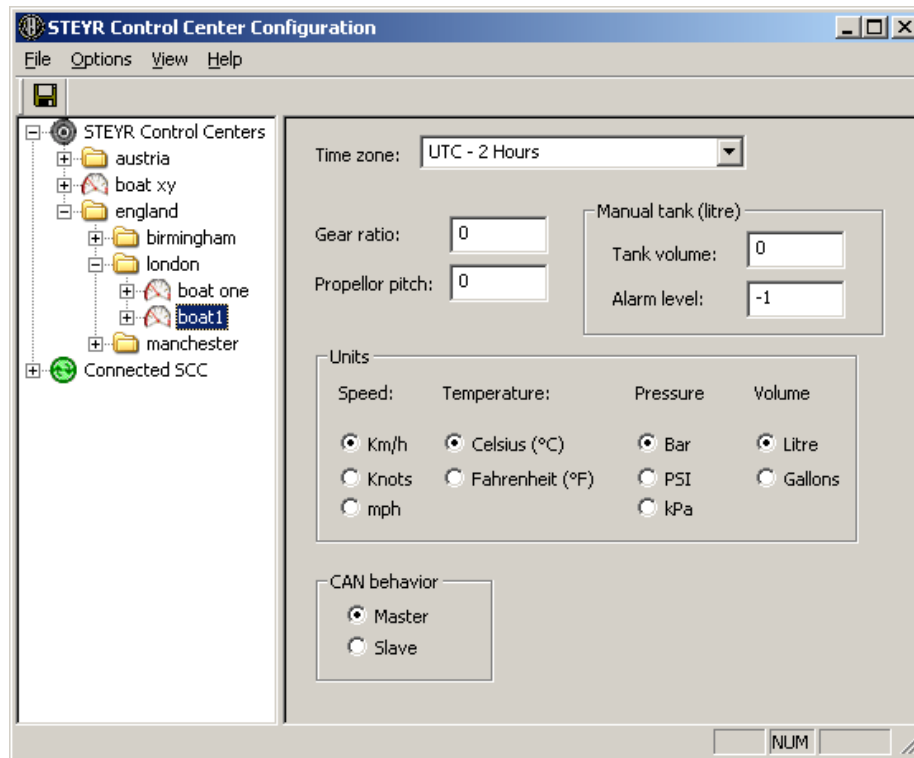 STEYR Control Center Configuration
File Options View Help
STEYR Control Centers
austria
boat xy
england
birmingham
london
boat one
boat1
manchester
Connected SCC
Time zone: UTC - 2 Hours
Gear ratio: 0
Propellor pitch: 0
Manual tank (litre)
Tank volume: 0
Alarm level: -1
Units
Speed: Temperature: Pressure Volume
Km/h Celsius (°C) Bar Litre
Knots Fahrenheit (°F) PSI Gallons
mph kPa
CAN behavior
Master
Slave
NUM